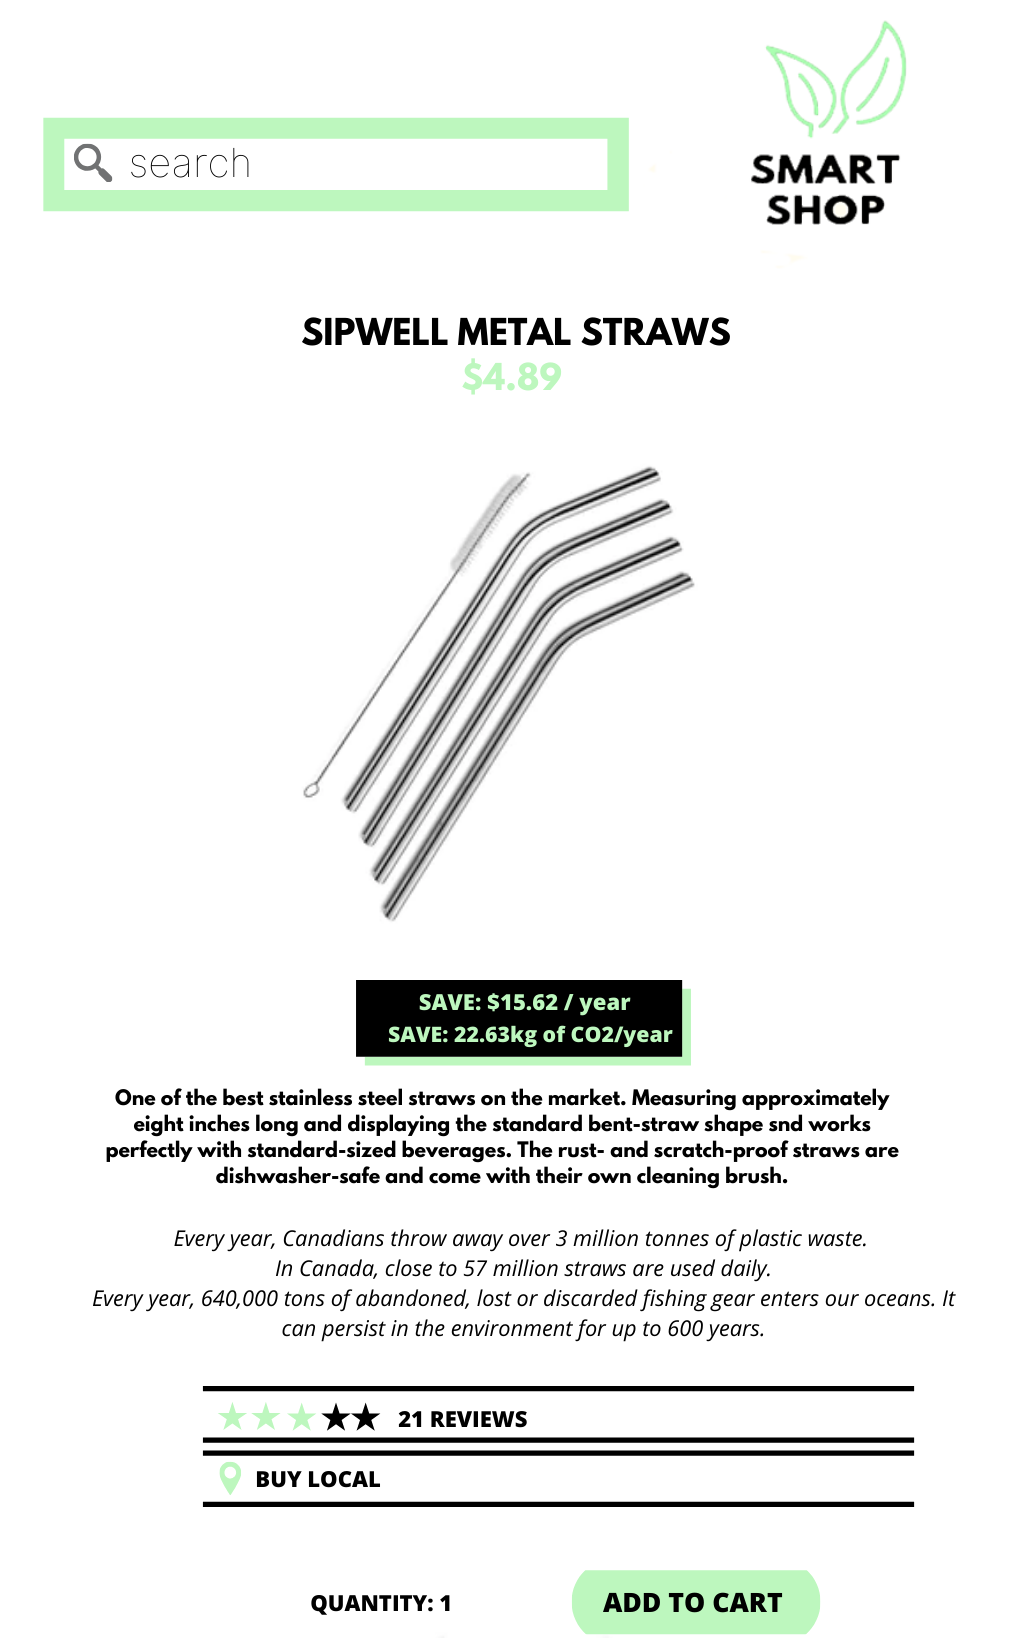 search
SMART
SHOP
SIPWELL METAL STRAWS
$4.89
SAVE: $15.62 / year
SAVE: 22.63kg of CO2/year
One of the best stainless steel straws on the market. Measuring approximately
eight inches long and displaying the standard bent-straw shape snd works
perfectly with standard-sized beverages. The rust- and scratch-proof straws are
dishwasher-safe and come with their own cleaning brush.
Every year, Canadians throw away over 3 million tonnes of plastic waste.
In Canada, close to 57 million straws are used daily.
Every year, 640,000 tons of abandoned, lost or discarded fishing gear enters our oceans. It
can persist in the environment for up to 600 years.
21 REVIEWS
BUY LOCAL
QUANTITY: 1
ADD TO CART